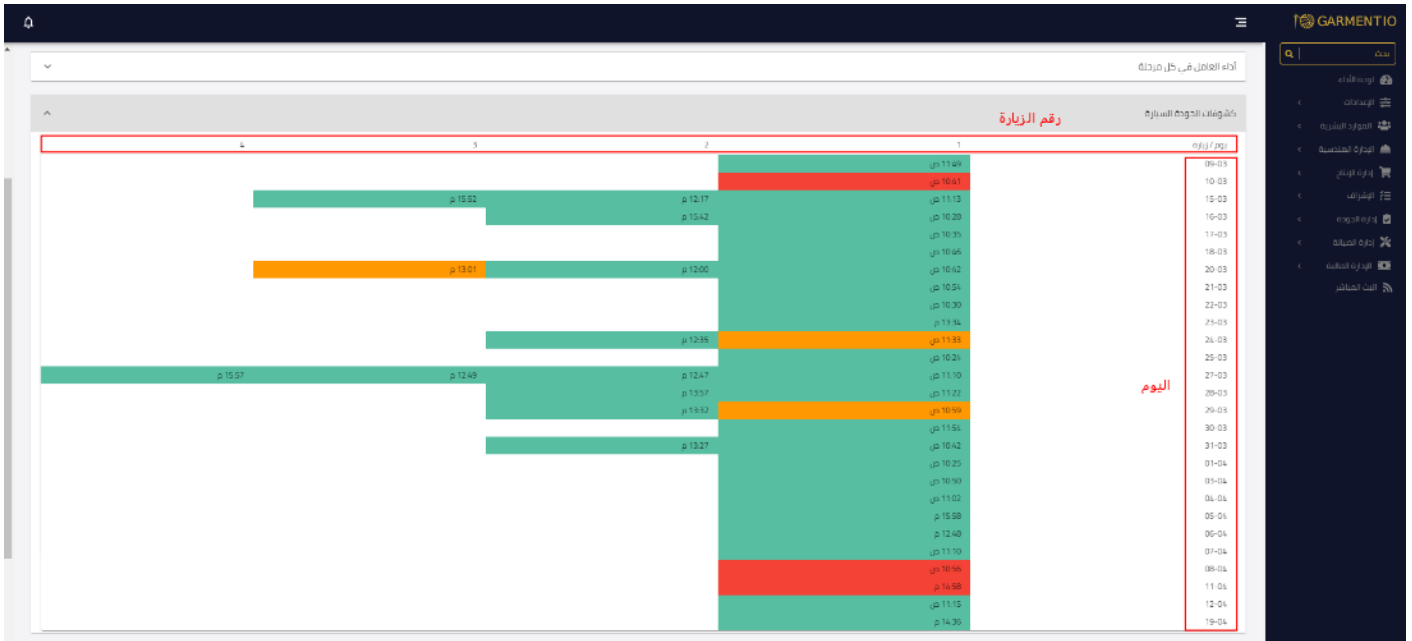 GARMENTIO
بحث
لوحة الأداء
الإعدادات
الموارد البشرية
الإدارة الهندسية
إدارة الإنتاج
الإشراف
إدارة الجودة
إدارة الصيانة
الإدارة المالية
البث المباشر
أداء العامل في كل مرحلة
كشوفات الجودة السيارة
رقم الزيارة
يوم / زيارة 1 2 3 4
اليوم
09-03 11:49 ص
10-03 10:41 ص
15-03 11:13 ص 12:17 م 15:52 م
16-03 10:28 ص 15:42 م
17-03 10:35 ص
18-03 10:46 ص
20-03 10:42 ص 12:00 م 13:01 م
21-03 10:54 ص
22-03 10:30 ص
23-03 13:34 م
24-03 11:33 ص 12:35 م
25-03 10:24 ص
27-03 11:10 ص 12:47 م 12:49 م 15:57 م
28-03 11:22 ص 13:57 م
29-03 10:59 ص 13:32 م
30-03 11:54 ص
31-03 10:42 ص 13:27 م
01-04 10:25 ص
03-04 10:50 ص
04-04 11:02 ص
05-04 15:58 م
06-04 12:48 م
07-04 11:10 ص
08-04 10:56 ص
11-04 14:58 م
12-04 11:15 ص
19-04 14:36 م